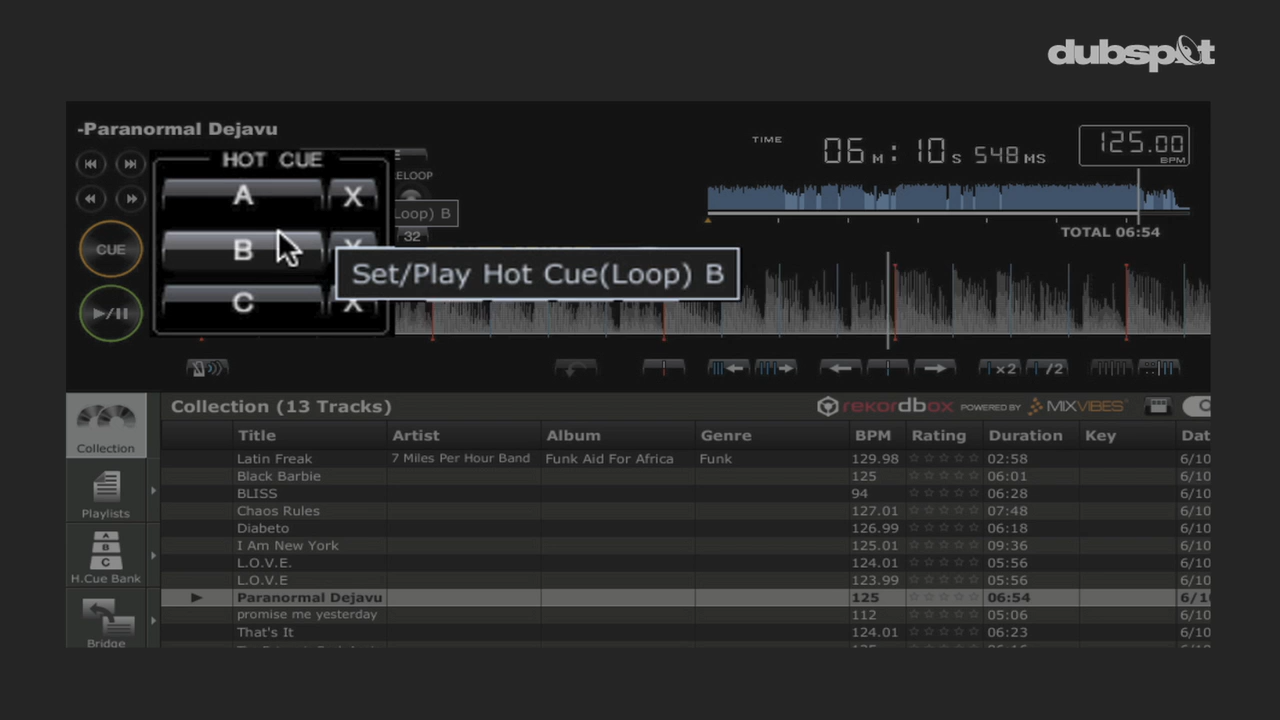 dubspot
-Paranormal Dejavu
HOT CUE
A X
B X
C X
CUE
ELOOP
Loop) B
32
Set/Play Hot Cue(Loop) B
TIME 06 M: 10 S 548 MS
125.00
BPM
TOTAL 06:54
x2 /2
Collection (13 Tracks)
rekordbox POWERED BY MIXVIBES
Collection
Playlists
A
B
C
H.Cue Bank
Bridge
Title Artist Album Genre BPM Rating Duration Key Dat
Latin Freak 7 Miles Per Hour Band Funk Aid For Africa Funk 129.98 02:58 6/10
Black Barbie 125 06:01 6/10
BLISS 94 06:28 6/10
Chaos Rules 127.01 07:48 6/10
Diabeto 126.99 06:18 6/10
I Am New York 125.01 09:36 6/10
L.O.V.E. 124.01 05:56 6/10
L.O.V.E 123.99 05:56 6/10
Paranormal Dejavu 125 06:54 6/10
promise me yesterday 112 05:06 6/10
That's It 124.01 06:23 6/10